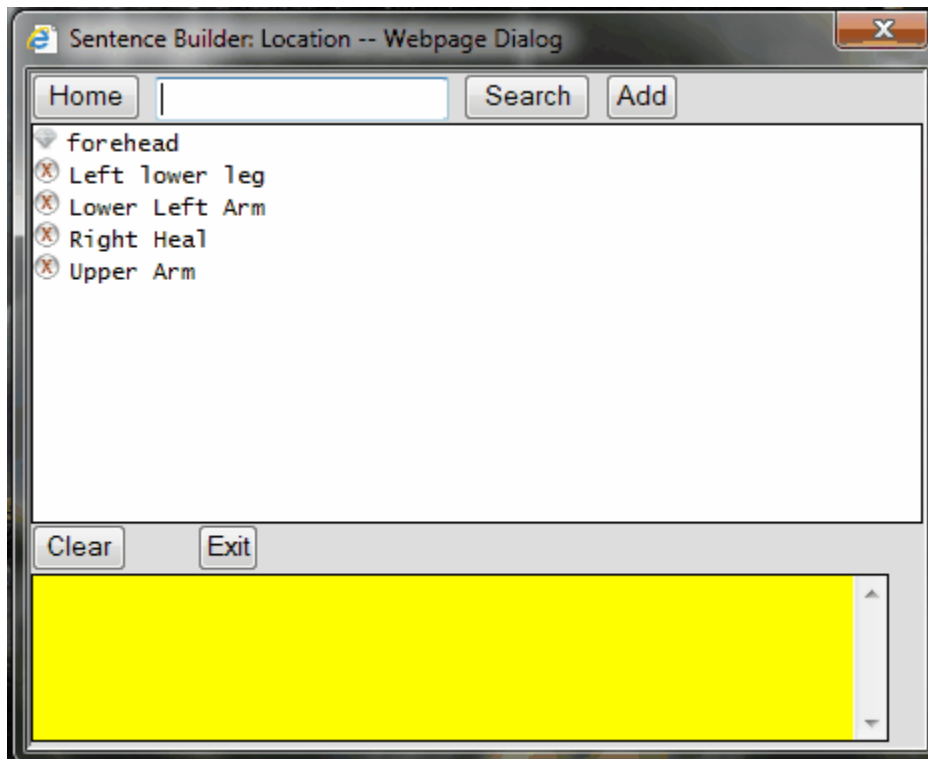 Sentence Builder: Location -- Webpage Dialog
Home Search Add
forehead
Left lower leg
Lower Left Arm
Right Heal
Upper Arm
Clear Exit